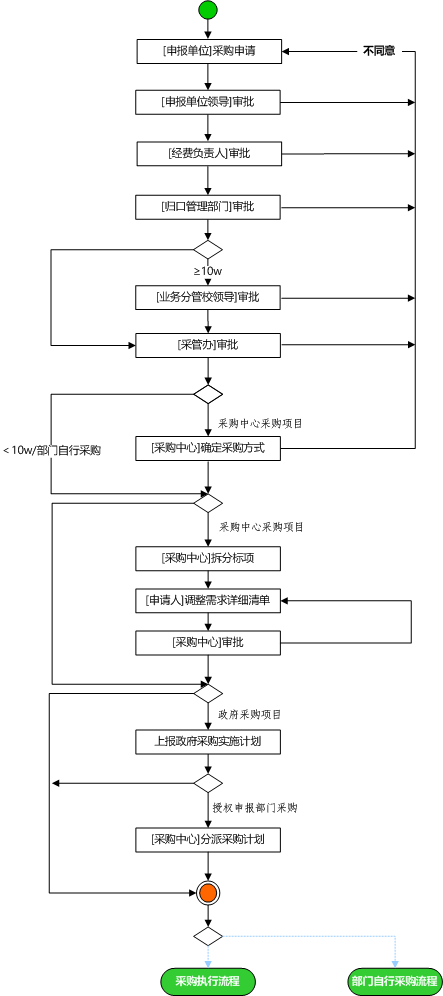 [申报单位]采购申请
不同意
[申报单位领导]审批
[经费负责人]审批
[归口管理部门]审批
≥10w
[业务分管校领导]审批
[采管办]审批
采购中心采购项目
[采购中心]确定采购方式
＜10w/部门自行采购
采购中心采购项目
[采购中心]拆分标项
[申请人]调整需求详细清单
[采购中心]审批
政府采购项目
上报政府采购实施计划
授权申报部门采购
[采购中心]分派采购计划
采购执行流程
部门自行采购流程